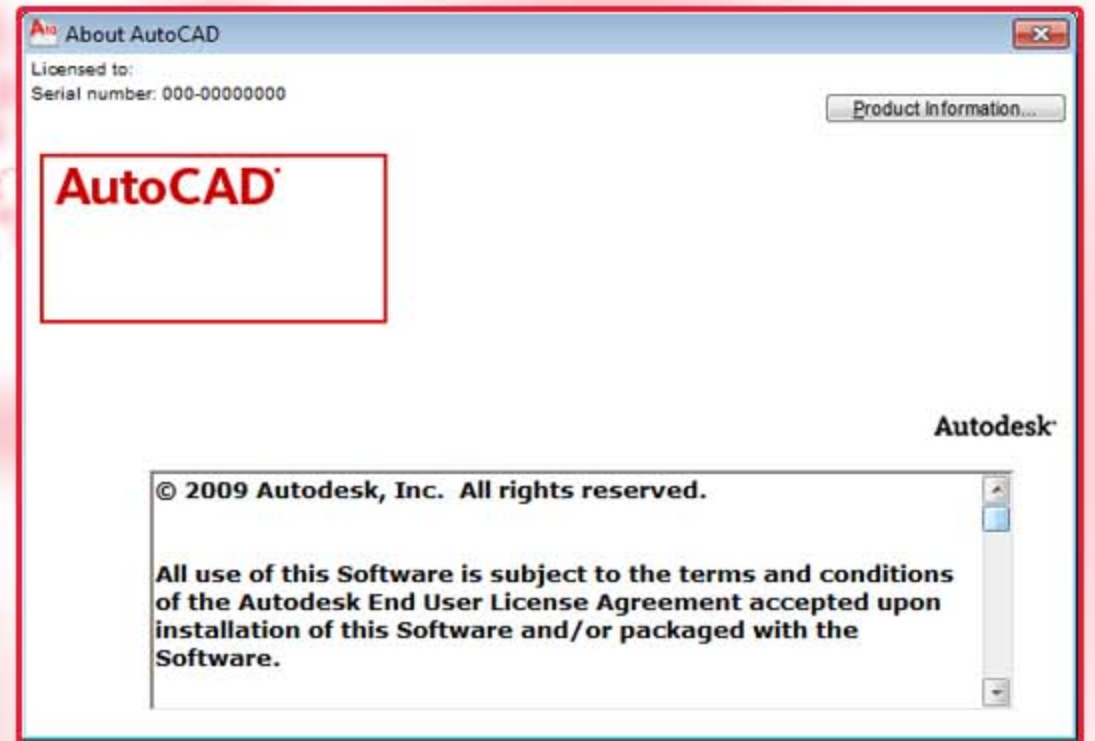 About AutoCAD
Licensed to:
Serial number: 000-00000000
Product Information...
AutoCAD
Autodesk
© 2009 Autodesk, Inc. All rights reserved.
All use of this Software is subject to the terms and conditions
of the Autodesk End User License Agreement accepted upon
installation of this Software and/or packaged with the
Software.